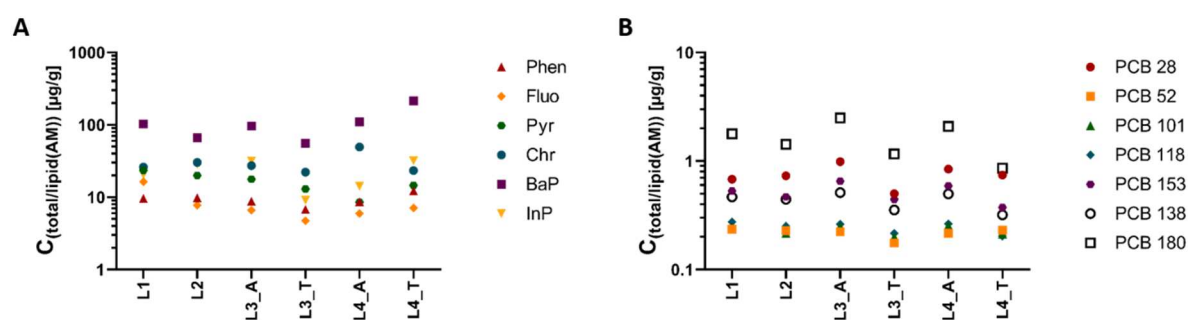 A
C(total/lipid(AM)) [µg/g]
1000
100
10
1
L1
L2
L3_A
L3_T
L4_A
L4_T
Phen
Fluo
Pyr
Chr
BaP
InP
B
C(total/lipid(AM)) [µg/g]
10
1
0.1
L1
L2
L3_A
L3_T
L4_A
L4_T
PCB 28
PCB 52
PCB 101
PCB 118
PCB 153
PCB 138
PCB 180